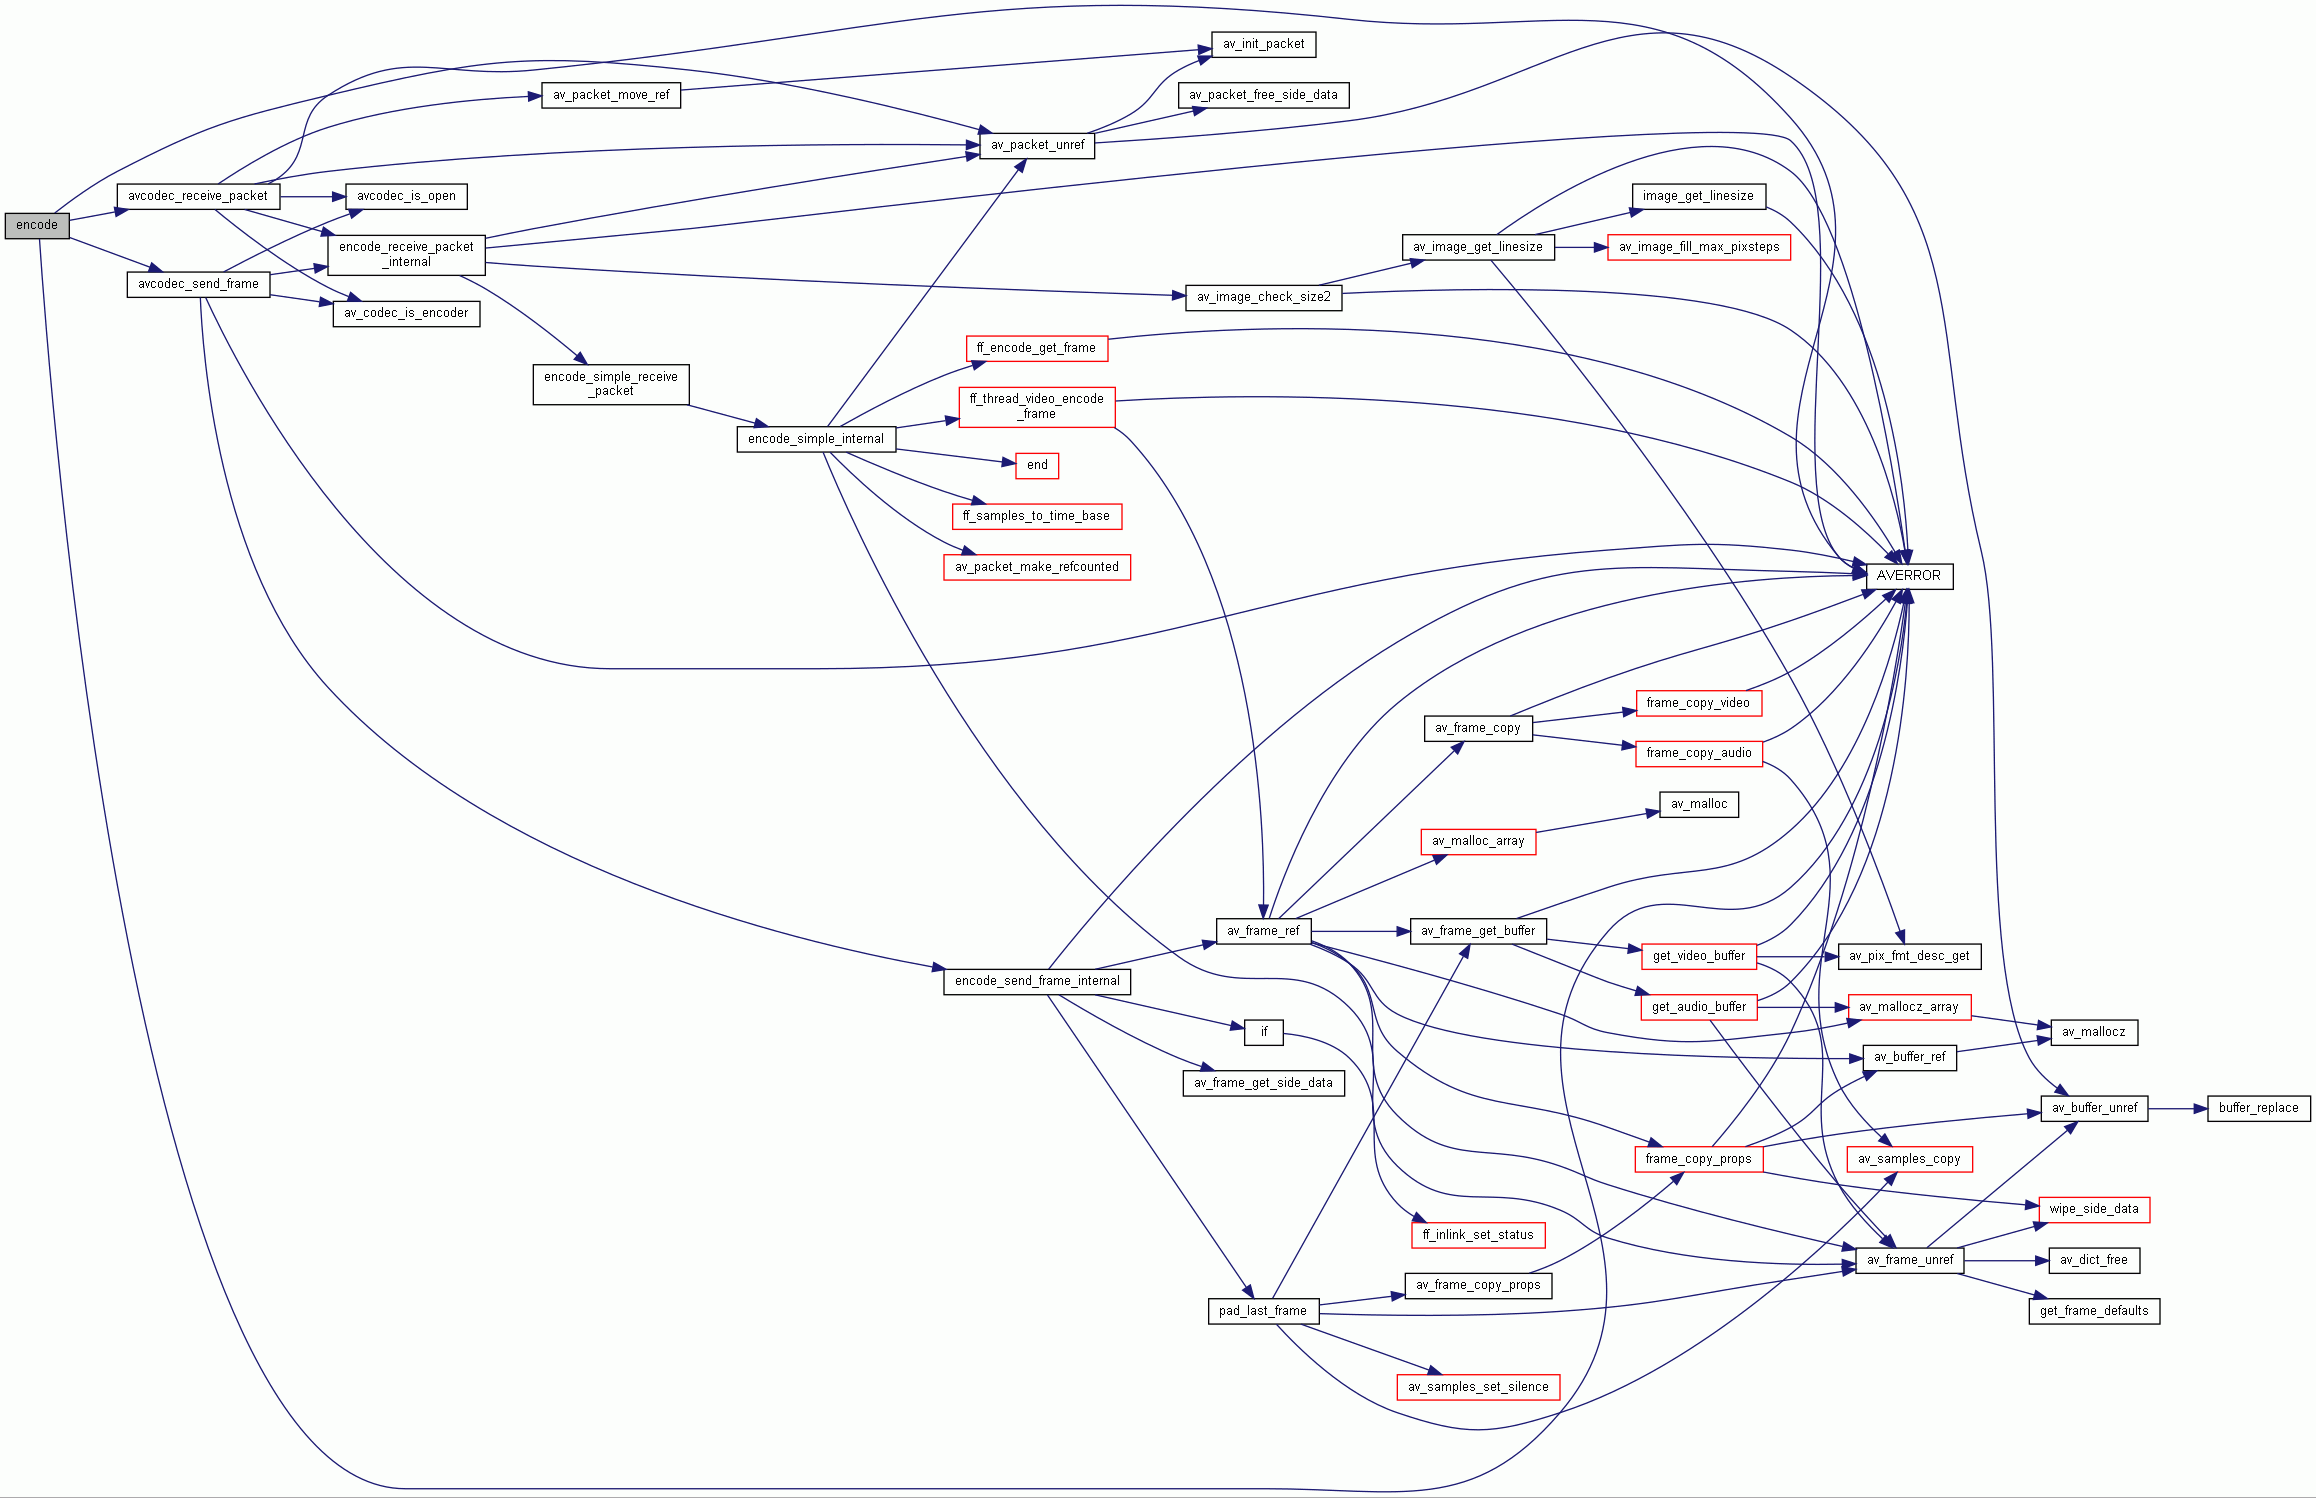 encode
avcodec_receive_packet
avcodec_send_frame
avcodec_is_open
encode_receive_packet
_internal
av_codec_is_encoder
av_packet_move_ref
encode_simple_receive
_packet
encode_simple_internal
av_packet_unref
ff_encode_get_frame
ff_thread_video_encode
_frame
end
ff_samples_to_time_base
av_packet_make_refcounted
encode_send_frame_internal
av_init_packet
av_packet_free_side_data
av_image_check_size2
av_frame_ref
if
av_frame_get_side_data
pad_last_frame
av_image_get_linesize
av_frame_copy
av_malloc_array
av_frame_get_buffer
ff_inlink_set_status
av_frame_copy_props
av_samples_set_silence
image_get_linesize
av_image_fill_max_pixsteps
frame_copy_video
frame_copy_audio
av_malloc
get_video_buffer
get_audio_buffer
frame_copy_props
AVERROR
av_pix_fmt_desc_get
av_mallocz_array
av_buffer_ref
av_samples_copy
av_frame_unref
av_mallocz
av_buffer_unref
wipe_side_data
av_dict_free
get_frame_defaults
buffer_replace